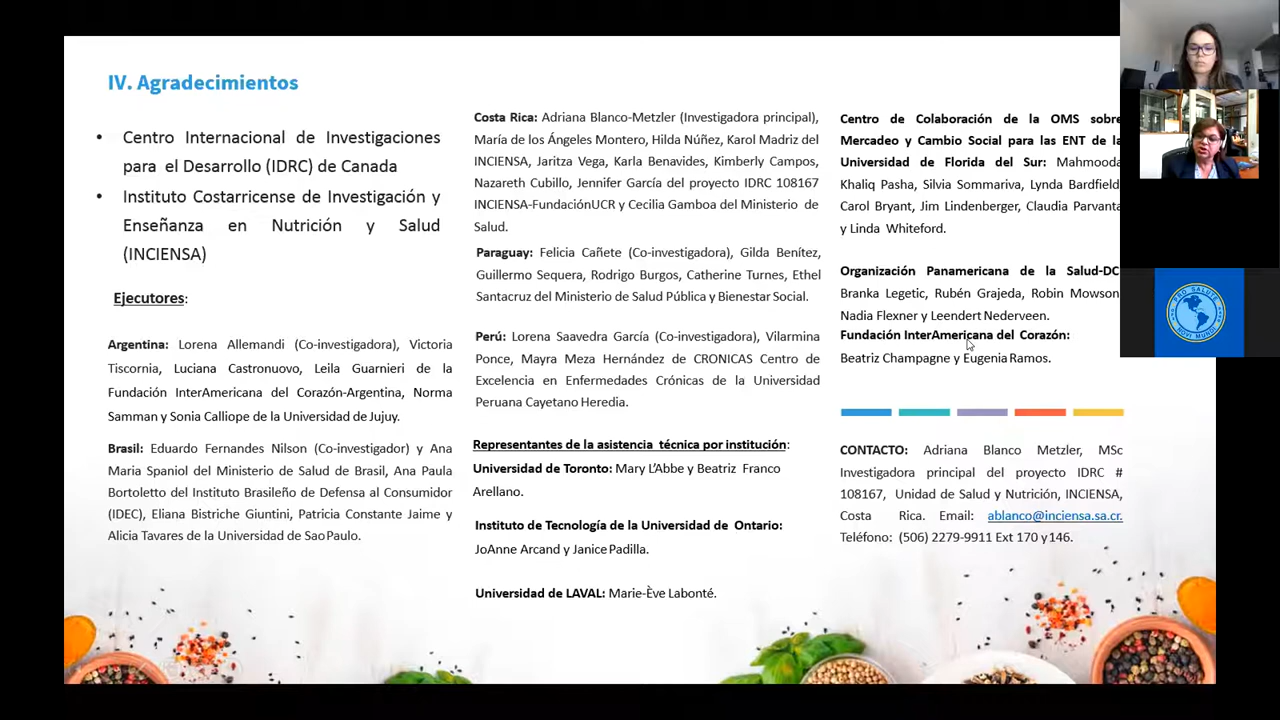 IV. Agradecimientos
• Centro Internacional de Investigaciones
para el Desarrollo (IDRC) de Canada
• Instituto Costarricense de Investigación y
Enseñanza en Nutrición y Salud
(INCIENSA)
Ejecutores:
Argentina: Lorena Allemandi (Co-investigadora), Victoria
Tiscornia, Luciana Castronuovo, Leila Guarnieri de la
Fundación InterAmericana del Corazón-Argentina, Norma
Samman y Sonia Calliope de la Universidad de Jujuy.
Brasil: Eduardo Fernandes Nilson (Co-investigador) y Ana
Maria Spaniol del Ministerio de Salud de Brasil, Ana Paula
Bortoletto del Instituto Brasileño de Defensa al Consumidor
(IDEC), Eliana Bistriche Giuntini, Patricia Constante Jaime y
Alicia Tavares de la Universidad de Sao Paulo.
Costa Rica: Adriana Blanco-Metzler (Investigadora principal),
María de los Ángeles Montero, Hilda Núñez, Karol Madriz del
INCIENSA, Jaritza Vega, Karla Benavides, Kimberly Campos,
Nazareth Cubillo, Jennifer García del proyecto IDRC 108167
INCIENSA-FundaciónUCR y Cecilia Gamboa del Ministerio de
Salud.
Paraguay: Felicia Cañete (Co-investigadora), Gilda Benítez,
Guillermo Sequera, Rodrigo Burgos, Catherine Turnes, Ethel
Santacruz del Ministerio de Salud Pública y Bienestar Social.
Perú: Lorena Saavedra García (Co-investigadora), Vilarmina
Ponce, Mayra Meza Hernández de CRONICAS Centro de
Excelencia en Enfermedades Crónicas de la Universidad
Peruana Cayetano Heredia.
Representantes de la asistencia técnica por institución:
Universidad de Toronto: Mary L’Abbe y Beatriz Franco
Arellano.
Instituto de Tecnología de la Universidad de Ontario:
JoAnne Arcand y Janice Padilla.
Universidad de LAVAL: Marie-Ève Labonté.
Centro de Colaboración de la OMS sobre
Mercadeo y Cambio Social para las ENT de la
Universidad de Florida del Sur: Mahmooda
Khaliq Pasha, Silvia Sommariva, Lynda Bardfield,
Carol Bryant, Jim Lindenberger, Claudia Parvanta
y Linda Whiteford.
Organización Panamericana de la Salud-DC:
Branka Legetic, Rubén Grajeda, Robin Mowson,
Nadia Flexner y Leendert Nederveen.
Fundación InterAmericana del Corazón:
Beatriz Champagne y Eugenia Ramos.
CONTACTO: Adriana Blanco Metzler, MSc
Investigadora principal del proyecto IDRC #
108167, Unidad de Salud y Nutrición, INCIENSA,
Costa Rica. Email: ablanco@inciensa.sa.cr.
Teléfono: (506) 2279-9911 Ext 170 y 146.
PRO SALUTE
NOVI MUNDI